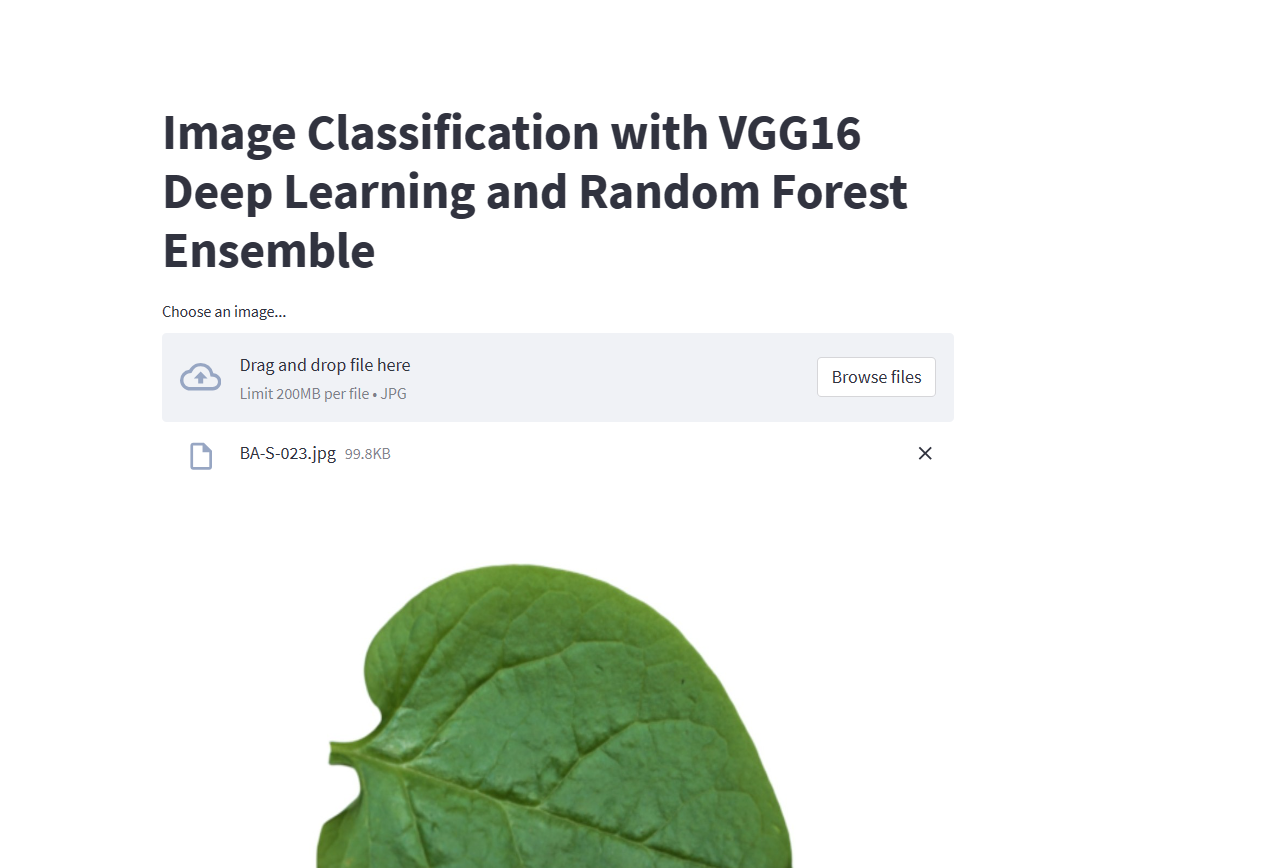 Image Classification with VGG16
Deep Learning and Random Forest
Ensemble
Choose an image...
Drag and drop file here
Limit 200MB per file • JPG
Browse files
BA-S-023.jpg 99.8KB